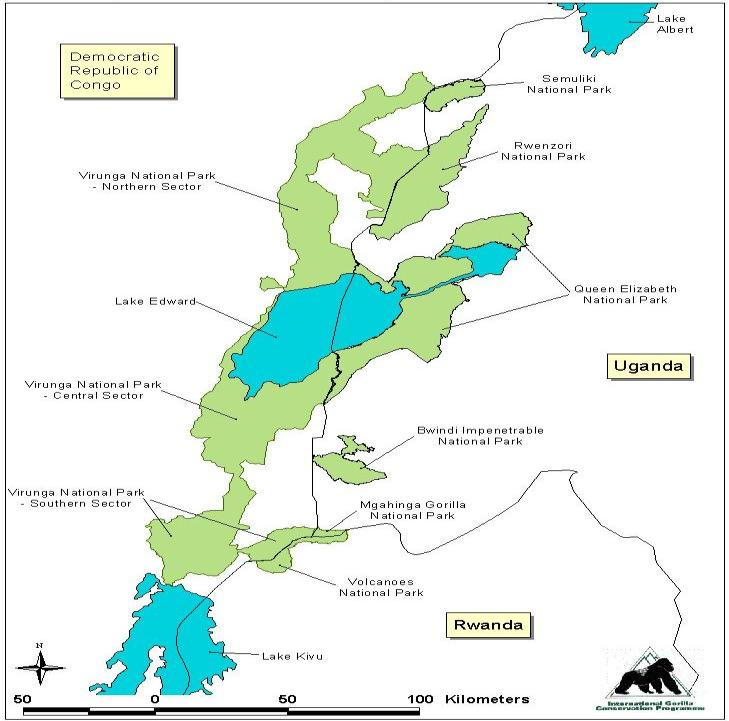 Lake
Albert
Democratic
Republic of
Congo
Semuliki
National Park
Rwenzori
National Park
Virunga National Park
- Northern Sector
Queen Elizabeth
National Park
Lake Edward
Uganda
Virunga National Park
- Central Sector
Bwindi Impenetrable
National Park
Virunga National Park
- Southern Sector
Mgahinga Gorilla
National Park
Volcanoes
National Park
Rwanda
Lake Kivu
N
50 0 50 100 Kilometers
International Gorilla
Conservation Programme